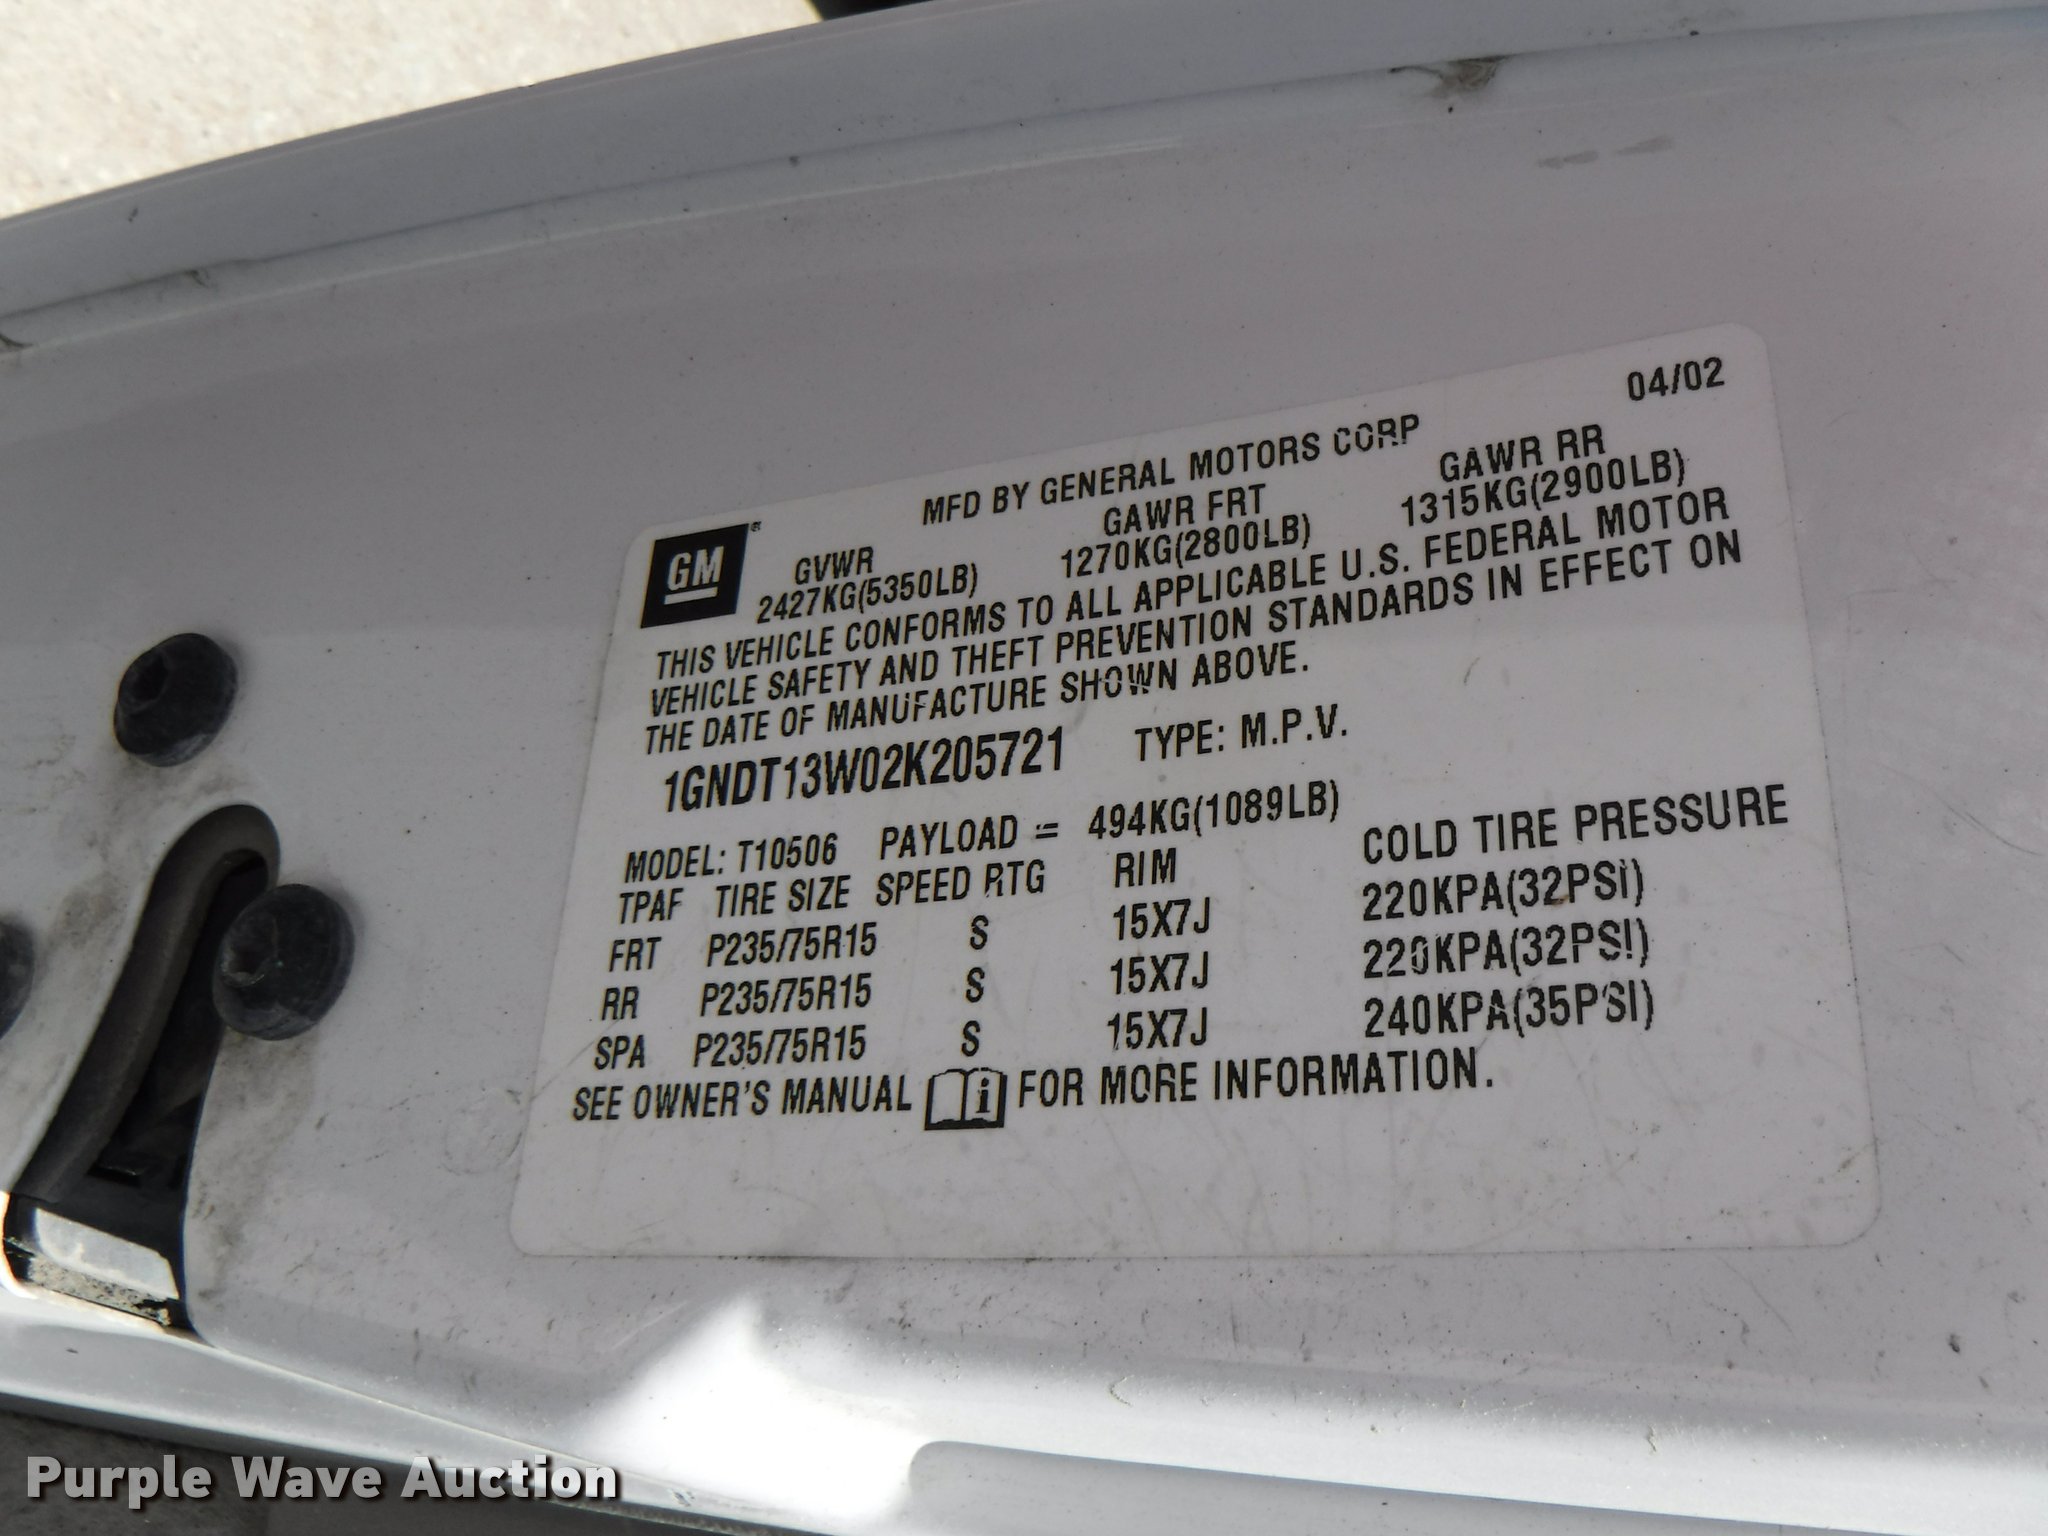 04/02
GM ®
MFD BY GENERAL MOTORS CORP
GVWR GAWR FRT GAWR RR
2427KG(5350LB) 1270KG(2800LB) 1315KG(2900LB)
THIS VEHICLE CONFORMS TO ALL APPLICABLE U.S. FEDERAL MOTOR
VEHICLE SAFETY AND THEFT PREVENTION STANDARDS IN EFFECT ON
THE DATE OF MANUFACTURE SHOWN ABOVE.
1GNDT13W02K205721 TYPE: M.P.V.
MODEL: T10506 PAYLOAD = 494KG(1089LB)
TPAF TIRE SIZE SPEED RTG RIM COLD TIRE PRESSURE
FRT P235/75R15 S 15X7J 220KPA(32PSI)
RR P235/75R15 S 15X7J 220KPA(32PSI)
SPA P235/75R15 S 15X7J 240KPA(35PSI)
SEE OWNER'S MANUAL i FOR MORE INFORMATION.
Purple Wave Auction